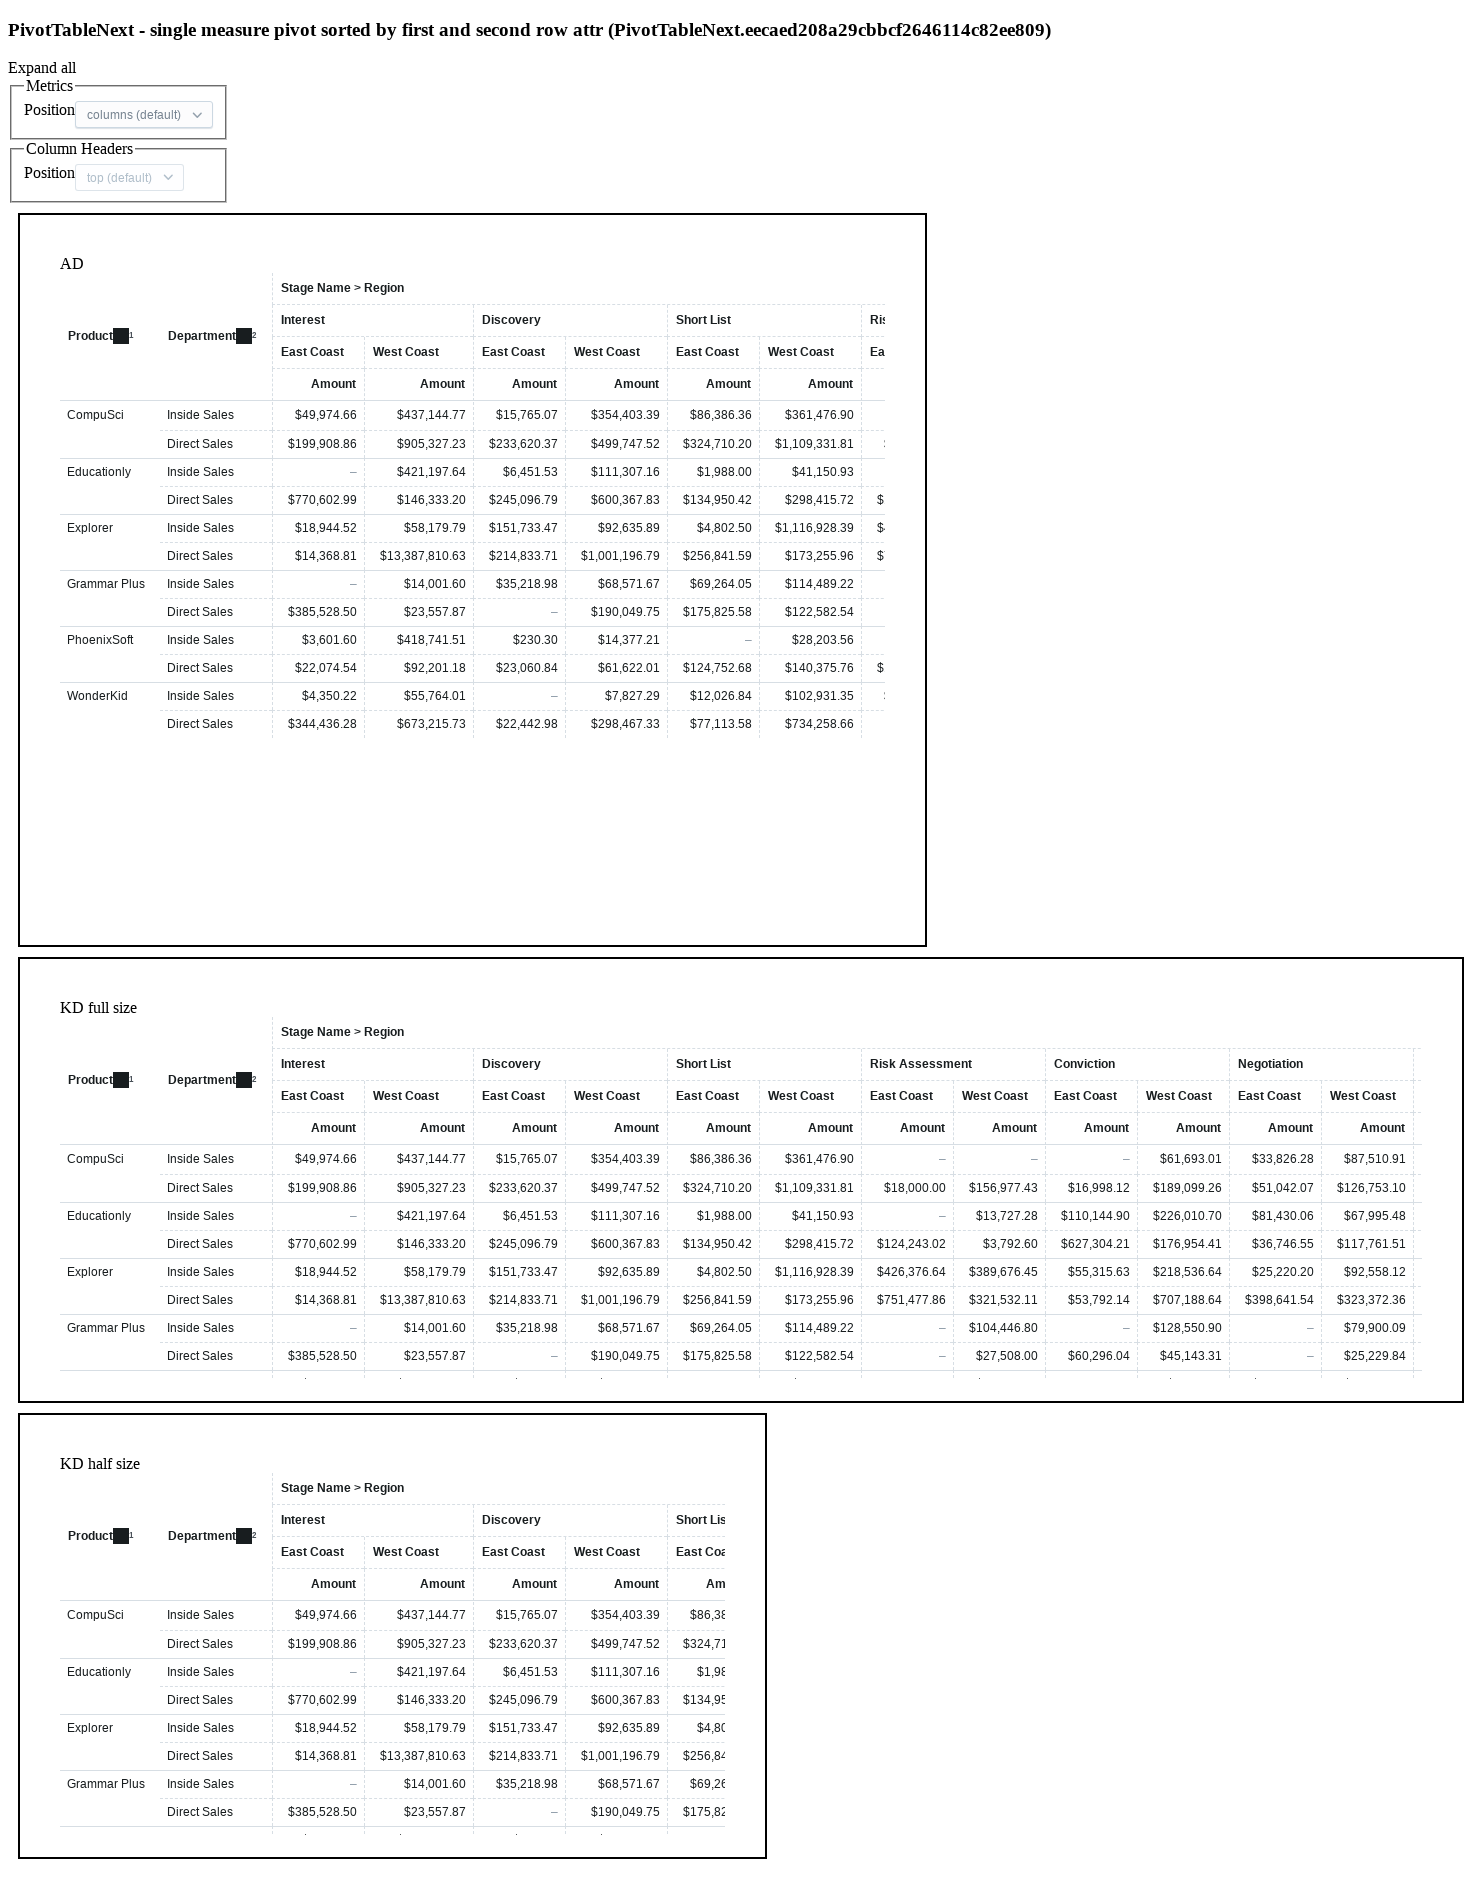 PivotTableNext - single measure pivot sorted by first and second row attr (PivotTableNext.eecaed208a29cbbcf2646114c82ee809)
Expand all
Metrics
Position columns (default)
Column Headers
Position top (default)
AD
Stage Name > Region
Interest Discovery Short List
Product 1 Department 2
East Coast West Coast East Coast West Coast East Coast West Coast
Amount Amount Amount Amount Amount Amount
CompuSci Inside Sales $49,974.66 $437,144.77 $15,765.07 $354,403.39 $86,386.36 $361,476.90
Direct Sales $199,908.86 $905,327.23 $233,620.37 $499,747.52 $324,710.20 $1,109,331.81
Educationly Inside Sales – $421,197.64 $6,451.53 $111,307.16 $1,988.00 $41,150.93
Direct Sales $770,602.99 $146,333.20 $245,096.79 $600,367.83 $134,950.42 $298,415.72
Explorer Inside Sales $18,944.52 $58,179.79 $151,733.47 $92,635.89 $4,802.50 $1,116,928.39
Direct Sales $14,368.81 $13,387,810.63 $214,833.71 $1,001,196.79 $256,841.59 $173,255.96
Grammar Plus Inside Sales – $14,001.60 $35,218.98 $68,571.67 $69,264.05 $114,489.22
Direct Sales $385,528.50 $23,557.87 – $190,049.75 $175,825.58 $122,582.54
PhoenixSoft Inside Sales $3,601.60 $418,741.51 $230.30 $14,377.21 – $28,203.56
Direct Sales $22,074.54 $92,201.18 $23,060.84 $61,622.01 $124,752.68 $140,375.76
WonderKid Inside Sales $4,350.22 $55,764.01 – $7,827.29 $12,026.84 $102,931.35
Direct Sales $344,436.28 $673,215.73 $22,442.98 $298,467.33 $77,113.58 $734,258.66
KD full size
Stage Name > Region
Interest Discovery Short List Risk Assessment Conviction Negotiation
Product 1 Department 2
East Coast West Coast East Coast West Coast East Coast West Coast East Coast West Coast East Coast West Coast East Coast West Coast
Amount Amount Amount Amount Amount Amount Amount Amount Amount Amount Amount Amount
CompuSci Inside Sales $49,974.66 $437,144.77 $15,765.07 $354,403.39 $86,386.36 $361,476.90 – – – $61,693.01 $33,826.28 $87,510.91
Direct Sales $199,908.86 $905,327.23 $233,620.37 $499,747.52 $324,710.20 $1,109,331.81 $18,000.00 $156,977.43 $16,998.12 $189,099.26 $51,042.07 $126,753.10
Educationly Inside Sales – $421,197.64 $6,451.53 $111,307.16 $1,988.00 $41,150.93 – $13,727.28 $110,144.90 $226,010.70 $81,430.06 $67,995.48
Direct Sales $770,602.99 $146,333.20 $245,096.79 $600,367.83 $134,950.42 $298,415.72 $124,243.02 $3,792.60 $627,304.21 $176,954.41 $36,746.55 $117,761.51
Explorer Inside Sales $18,944.52 $58,179.79 $151,733.47 $92,635.89 $4,802.50 $1,116,928.39 $426,376.64 $389,676.45 $55,315.63 $218,536.64 $25,220.20 $92,558.12
Direct Sales $14,368.81 $13,387,810.63 $214,833.71 $1,001,196.79 $256,841.59 $173,255.96 $751,477.86 $321,532.11 $53,792.14 $707,188.64 $398,641.54 $323,372.36
Grammar Plus Inside Sales – $14,001.60 $35,218.98 $68,571.67 $69,264.05 $114,489.22 – $104,446.80 – $128,550.90 – $79,900.09
Direct Sales $385,528.50 $23,557.87 – $190,049.75 $175,825.58 $122,582.54 – $27,508.00 $60,296.04 $45,143.31 – $25,229.84
KD half size
Stage Name > Region
Interest Discovery Short Lis
Product 1 Department 2
East Coast West Coast East Coast West Coast East Coa
Amount Amount Amount Amount Am
CompuSci Inside Sales $49,974.66 $437,144.77 $15,765.07 $354,403.39 $86,38
Direct Sales $199,908.86 $905,327.23 $233,620.37 $499,747.52 $324,71
Educationly Inside Sales – $421,197.64 $6,451.53 $111,307.16 $1,98
Direct Sales $770,602.99 $146,333.20 $245,096.79 $600,367.83 $134,95
Explorer Inside Sales $18,944.52 $58,179.79 $151,733.47 $92,635.89 $4,80
Direct Sales $14,368.81 $13,387,810.63 $214,833.71 $1,001,196.79 $256,84
Grammar Plus Inside Sales – $14,001.60 $35,218.98 $68,571.67 $69,26
Direct Sales $385,528.50 $23,557.87 – $190,049.75 $175,82